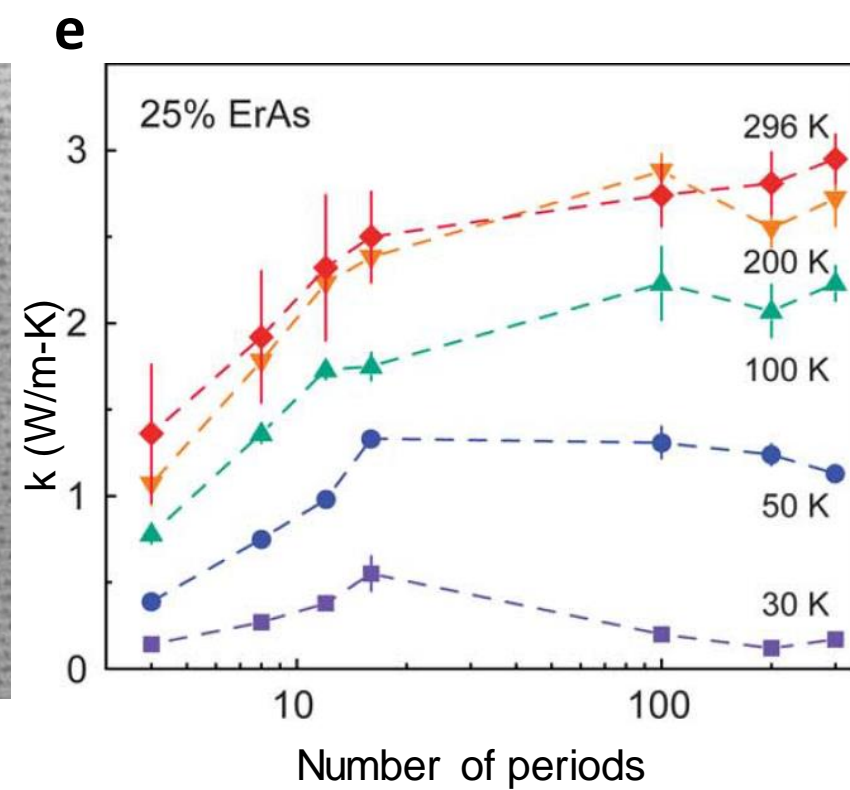 e
25% ErAs
296 K
3
200 K
2
100 K
k (W/m-K)
1
50 K
30 K
0
10 100
Number of periods